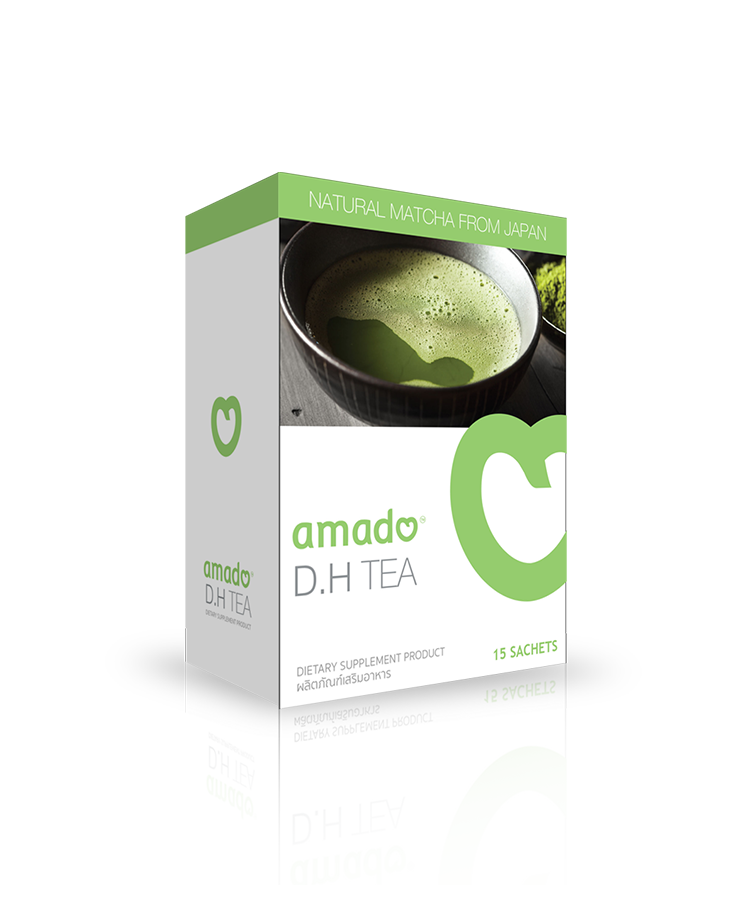 NATURAL MATCHA FROM JAPAN
amado™
D.H TEA
DIETARY SUPPLEMENT PRODUCT
ผลิตภัณฑ์เสริมอาหาร
15 SACHETS
amado®
D.H TEA
DIETARY SUPPLEMENT PRODUCT